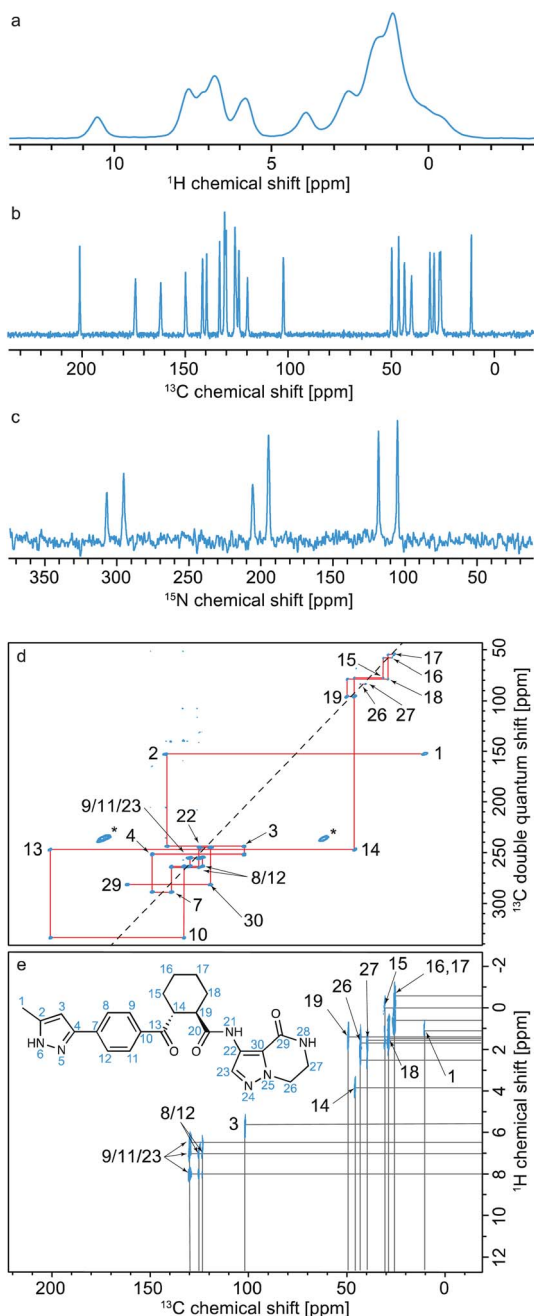 a
10 5 0
¹H chemical shift [ppm]
b
200 150 100 50 0
¹³C chemical shift [ppm]
c
350 300 250 200 150 100 50
¹⁵N chemical shift [ppm]
d
50 100 150 200 250 300
¹³C double quantum shift [ppm]
17
16
15
18
19
26 27
2
1
9/11/23
22
4
3
13
*
*
14
8/12
29
30
7
10
e
-2 0 2 4 6 8 10 12
¹H chemical shift [ppm]
16 17
15 18
1 3 8 9
14 19
2 4 7 10 13 20 21 22 30 29 28
H
N
O
O
O
NH
HN
N
6 5
12 11
23 N
N 25
24
26
27
27
15
16,17
26
19
18
1
14
3
8/12
9/11/23
200 150 100 50 0
¹³C chemical shift [ppm]